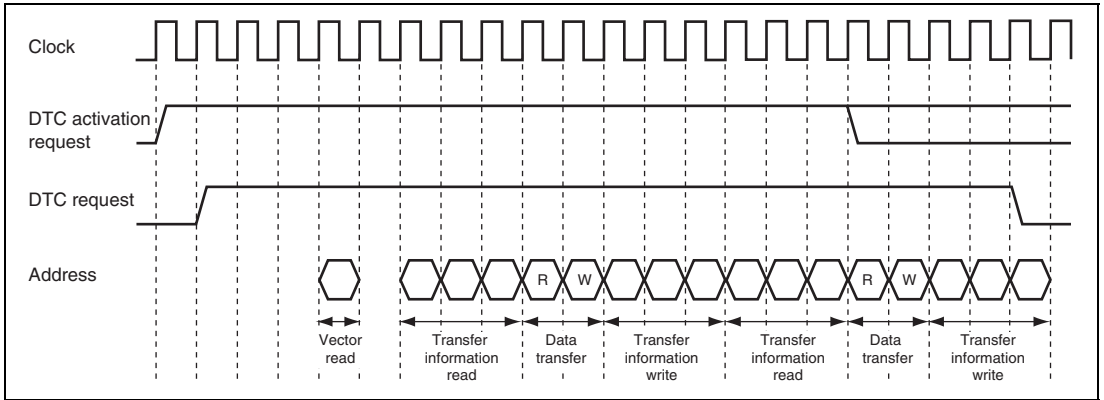 Clock
DTC activation
request
DTC request
Address
R W R W
Vector
read
Transfer
information
read
Data
transfer
Transfer
information
write
Transfer
information
read
Data
transfer
Transfer
information
write